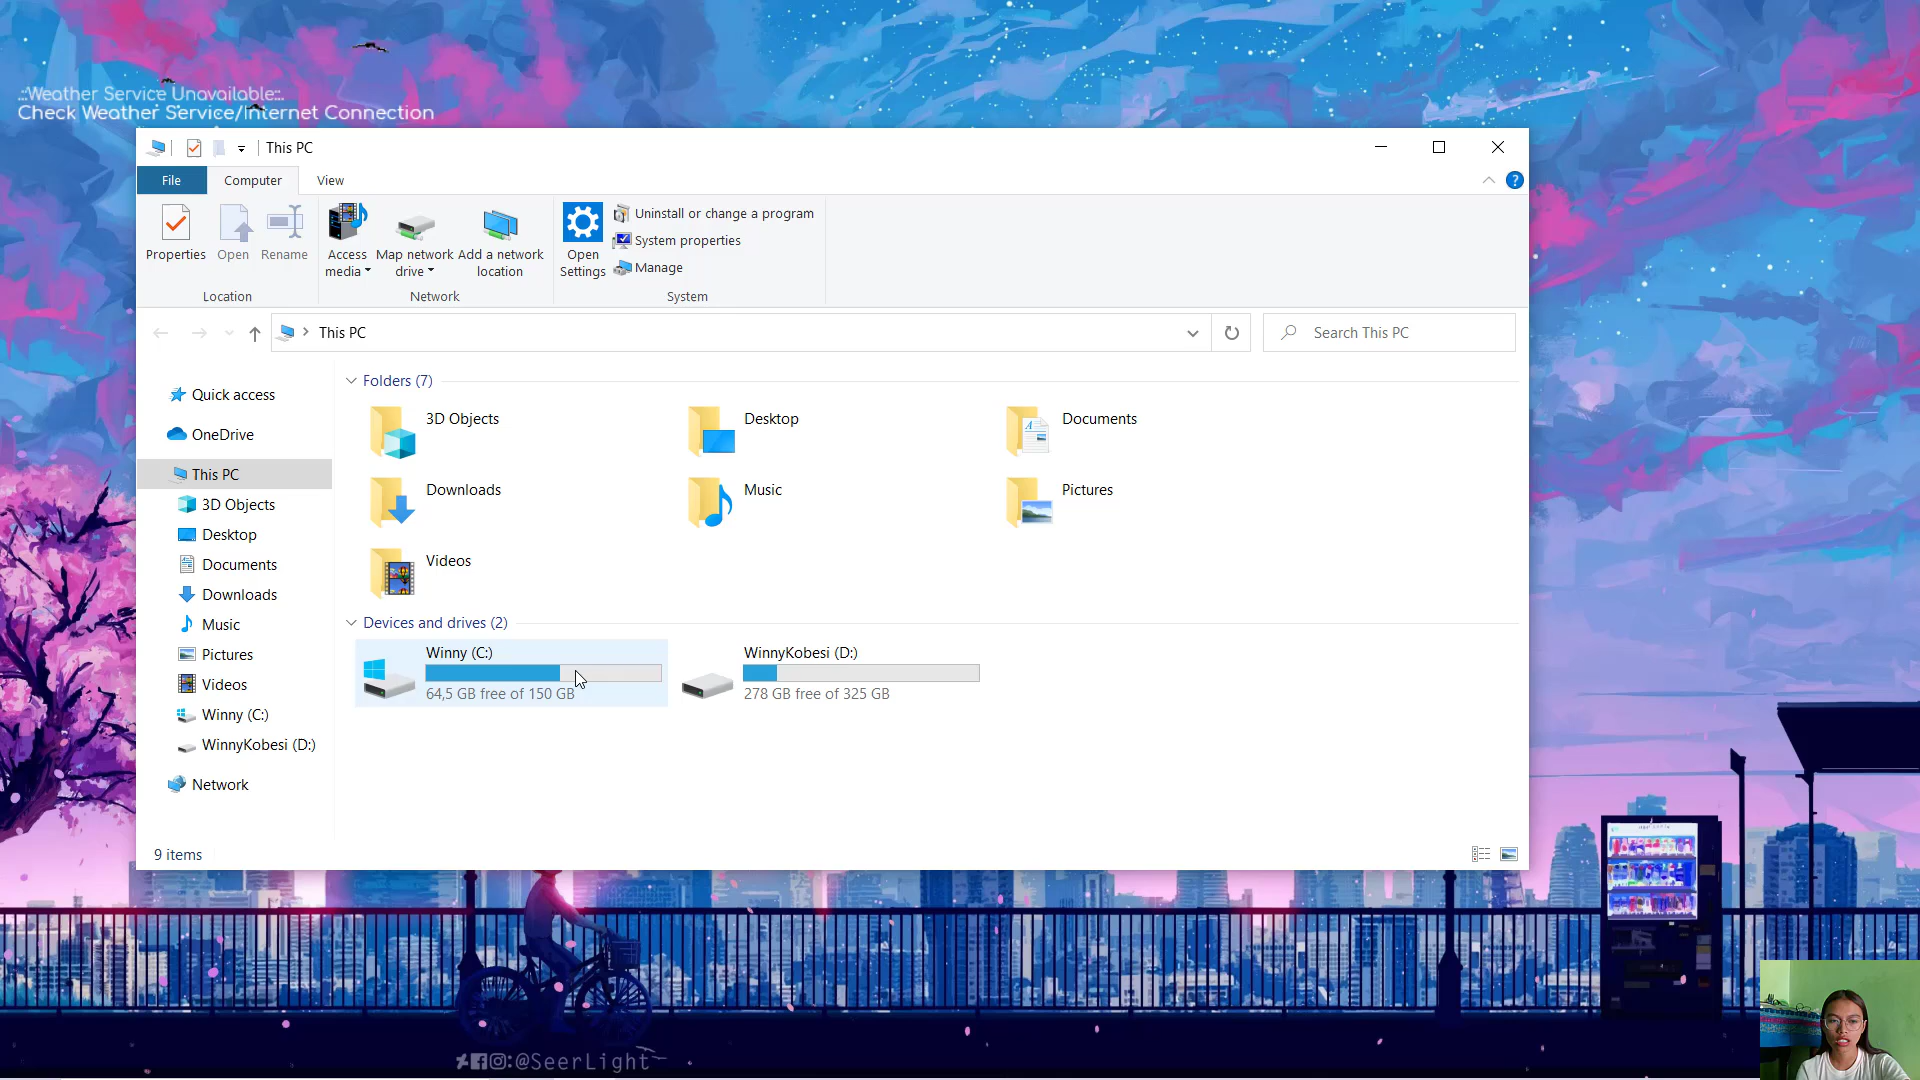 .:Weather Service Unavailable:.
Check Weather Service/Internet Connection
This PC
File
Computer
View
Properties
Open
Rename
Access media
Map network drive
Add a network location
Open Settings
Uninstall or change a program
System properties
Manage
Location
Network
System
This PC
Search This PC
Quick access
OneDrive
This PC
3D Objects
Desktop
Documents
Downloads
Music
Pictures
Videos
Winny (C:)
WinnyKobesi (D:)
Network
Folders (7)
3D Objects
Desktop
Documents
Downloads
Music
Pictures
Videos
Devices and drives (2)
Winny (C:)
64,5 GB free of 150 GB
WinnyKobesi (D:)
278 GB free of 325 GB
9 items
:@SeerLight